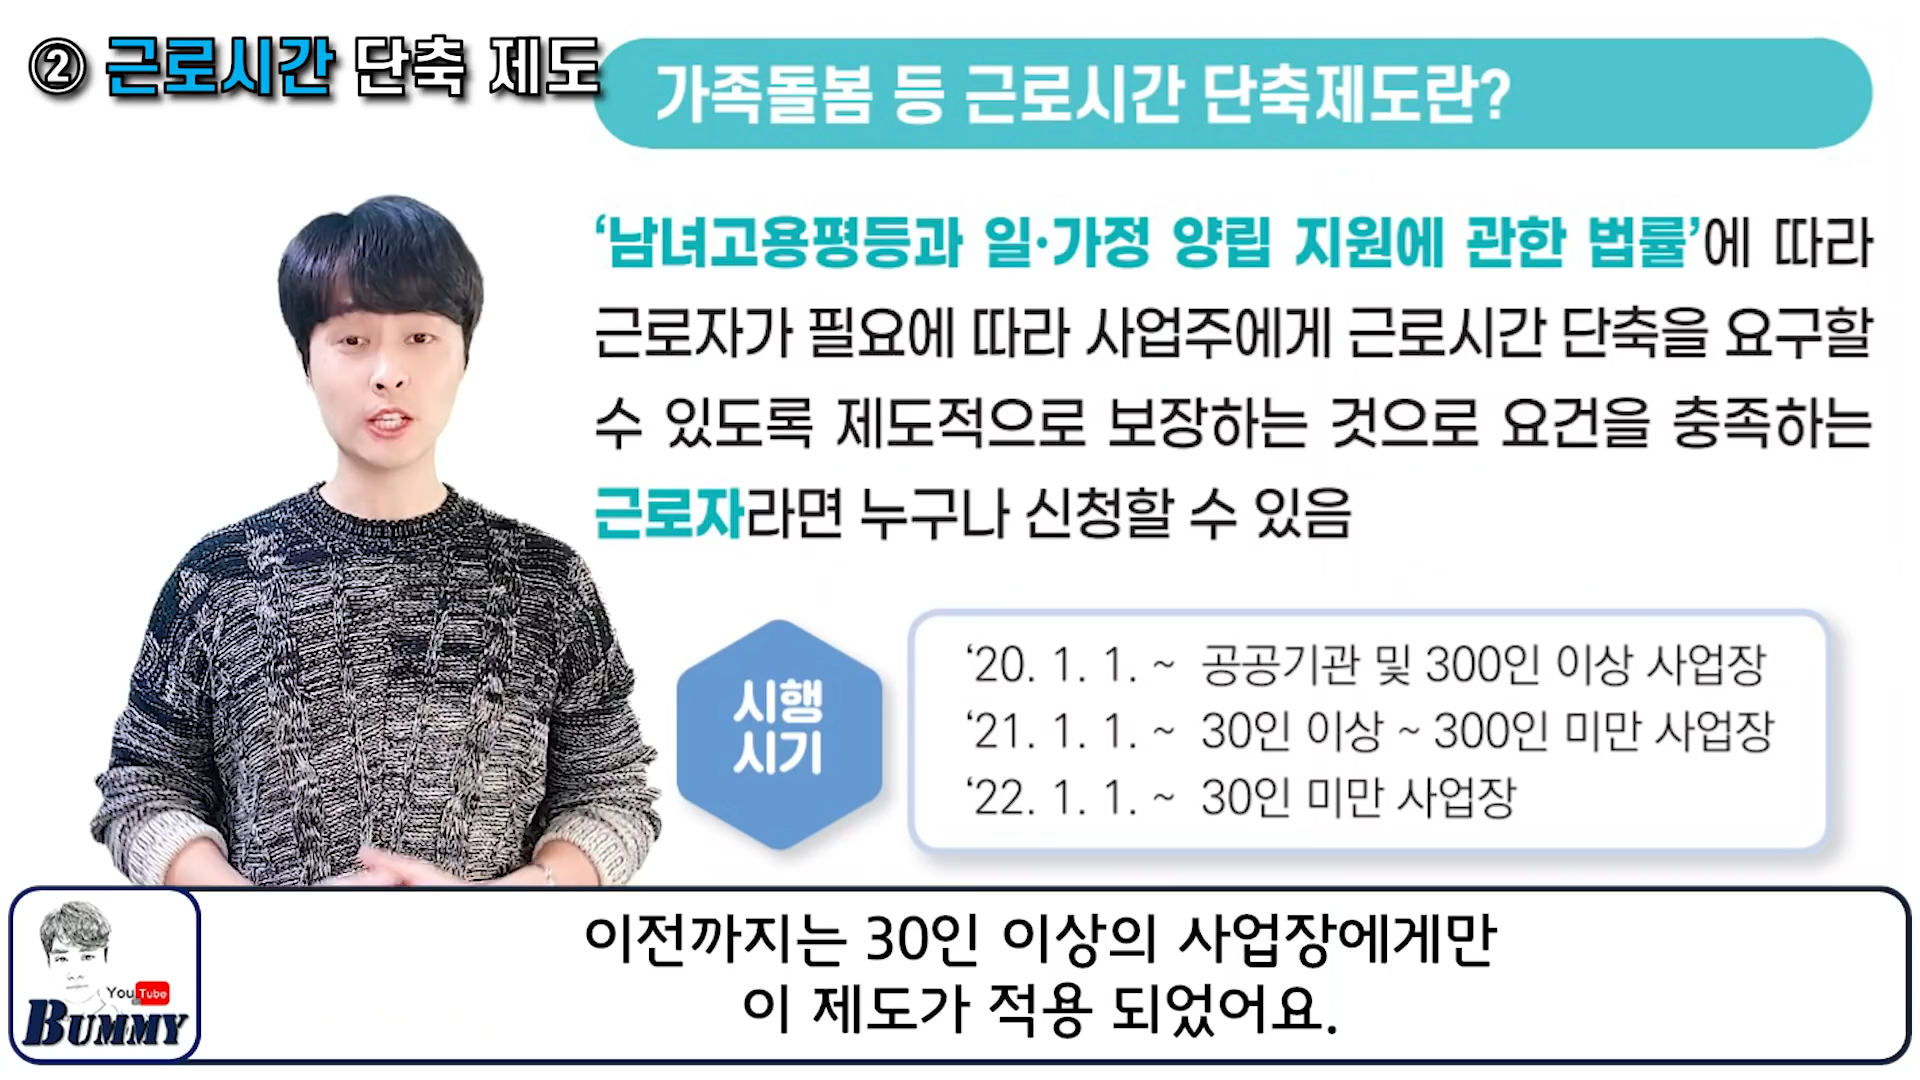 ② 근로시간 단축 제도
가족돌봄 등 근로시간 단축제도란?
‘남녀고용평등과 일·가정 양립 지원에 관한 법률’에 따라
근로자가 필요에 따라 사업주에게 근로시간 단축을 요구할
수 있도록 제도적으로 보장하는 것으로 요건을 충족하는
근로자라면 누구나 신청할 수 있음
시행
시기
‘20. 1. 1. ~ 공공기관 및 300인 이상 사업장
‘21. 1. 1. ~ 30인 이상 ~ 300인 미만 사업장
‘22. 1. 1. ~ 30인 미만 사업장
이전까지는 30인 이상의 사업장에게만
이 제도가 적용 되었어요.
YouTube
BUMMY